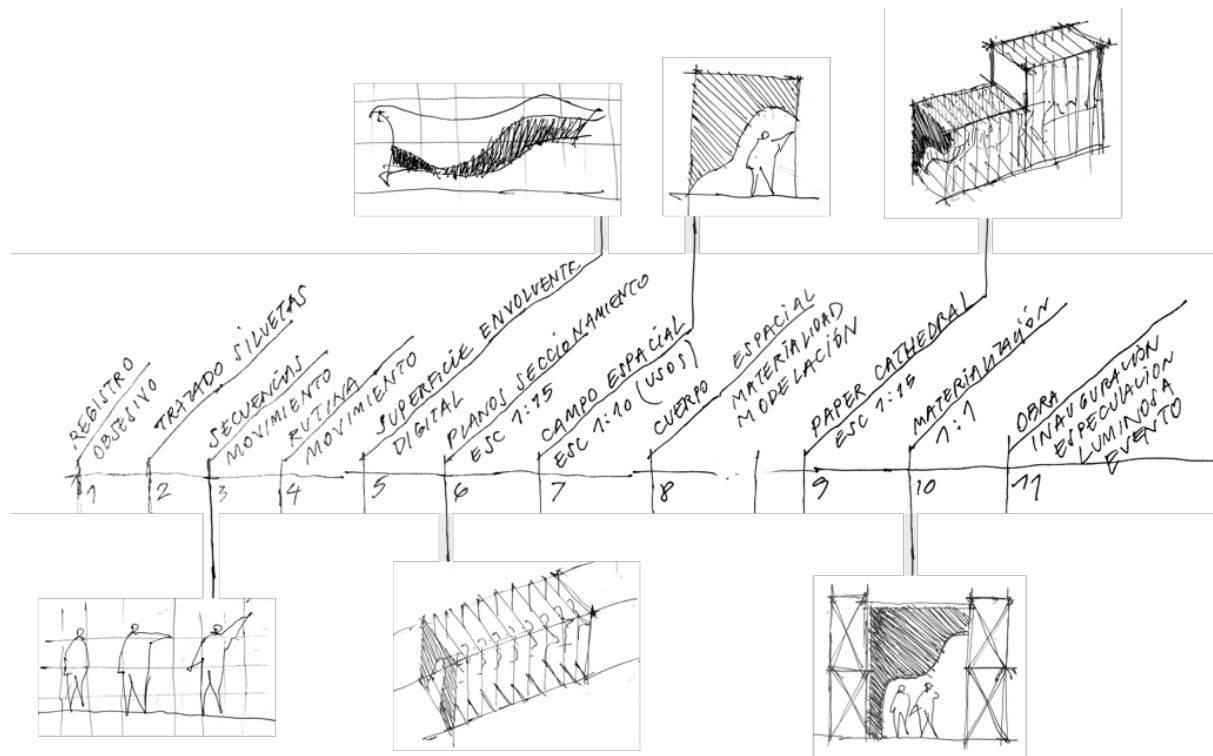 REGISTRO
OBSESIVO
1
TRATADO SILUETAS
2
SECUENCIAS
MOVIMIENTO
3
RUTINA
MOVIMIENTO
4
SUPERFICIE ENVOLVENTE
DIGITAL
5
PLANOS SECCIONAMIENTO
ESC 1:15
6
CAMPO ESPACIAL
ESC 1:10 (USOS)
7
CUERPO ESPACIAL
MATERIALIDAD
MODELACIÓN
8
PAPER CATHEDRAL
ESC 1:15
9
MATERIALIZACIÓN
1:1
10
OBRA
INAUGURACIÓN
ESPECULACIÓN
LUMINOSA
EVENTO
11